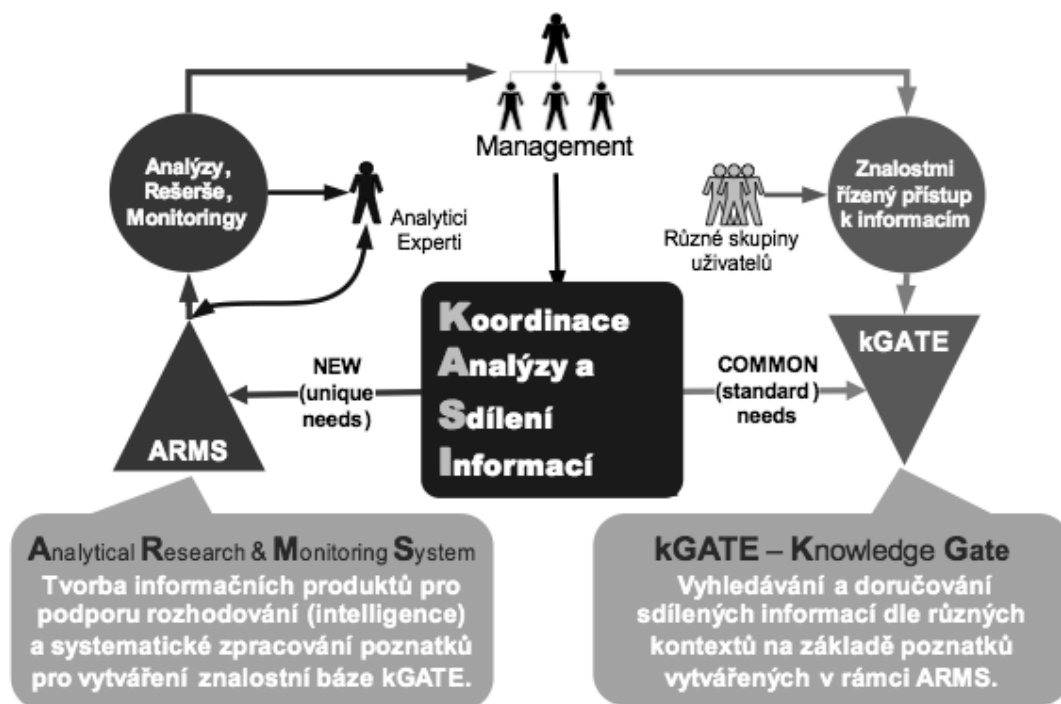 Management
Analýzy,
Rešerše,
Monitoringy
Analytici
Experti
Různé skupiny
uživatelů
Znalostmi
řízený přístup
k informacím
Koordinace
Analýzy a
Sdílení
Informací
NEW
(unique
needs)
COMMON
(standard)
needs
ARMS
kGATE
Analytical Research & Monitoring System
Tvorba informačních produktů pro
podporu rozhodování (intelligence)
a systematické zpracování poznatků
pro vytváření znalostní báze kGATE.
kGATE – Knowledge Gate
Vyhledávání a doručování
sdílených informací dle různých
kontextů na základě poznatků
vytvářených v rámci ARMS.